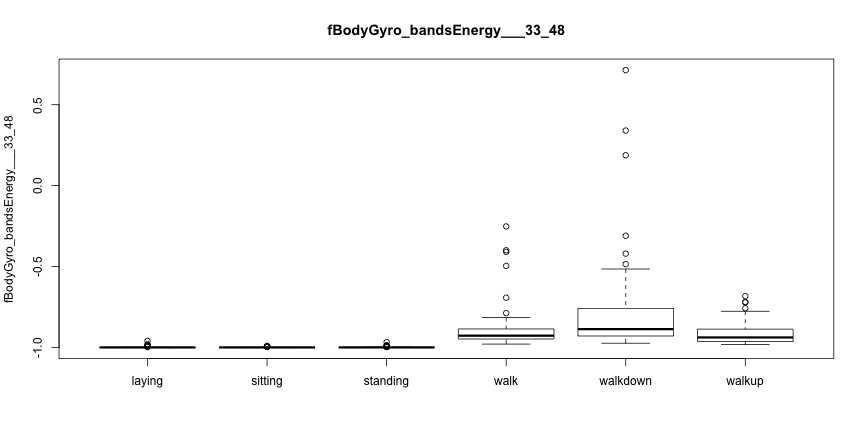 fBodyGyro_bandsEnergy___33_48
fBodyGyro_bandsEnergy___33_48
0.5
0.0
-0.5
-1.0
laying sitting standing walk walkdown walkup